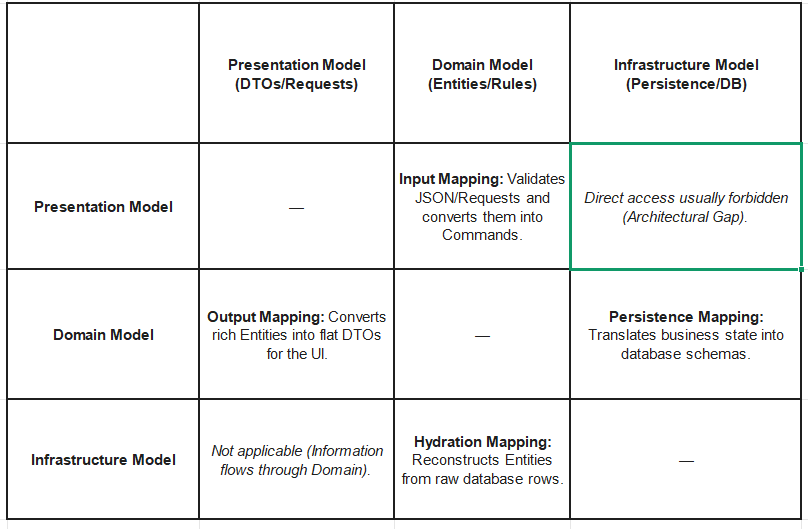 Presentation Model
(DTOs/Requests)
Domain Model
(Entities/Rules)
Infrastructure Model
(Persistence/DB)
Presentation Model
—
Input Mapping: Validates
JSON/Requests and
converts them into
Commands.
Direct access usually forbidden
(Architectural Gap).
Domain Model
Output Mapping: Converts
rich Entities into flat DTOs
for the UI.
—
Persistence Mapping:
Translates business state into
database schemas.
Infrastructure Model
Not applicable (Information
flows through Domain).
Hydration Mapping:
Reconstructs Entities
from raw database rows.
—